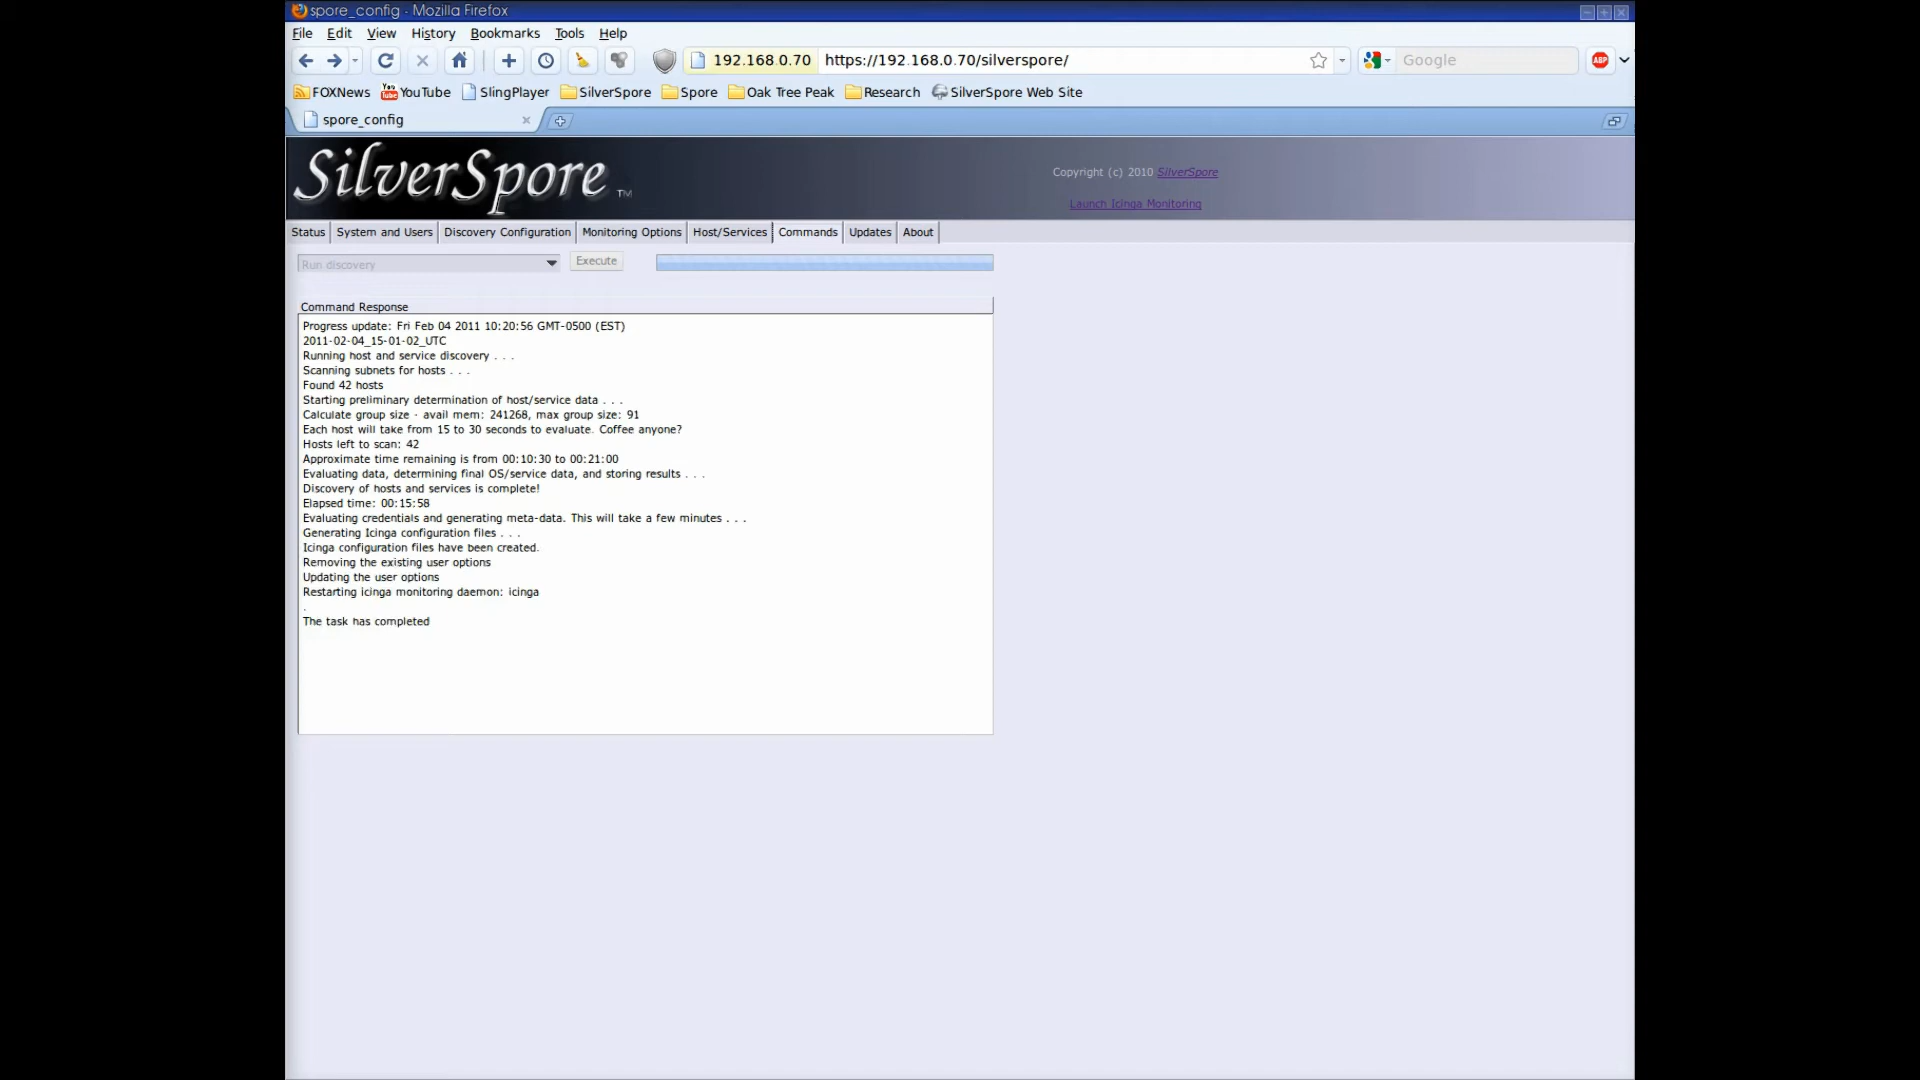 spore_config - Mozilla Firefox
File Edit View History Bookmarks Tools Help
192.168.0.70 https://192.168.0.70/silverspore/ Google ABP
FOXNews YouTube SlingPlayer SilverSpore Spore Oak Tree Peak Research SilverSpore Web Site
spore_config
SilverSpore TM
Copyright (c) 2010 SilverSpore
Launch Icinga Monitoring
Status System and Users Discovery Configuration Monitoring Options Host/Services Commands Updates About
Run discovery Execute
Command Response
Progress update: Fri Feb 04 2011 10:20:56 GMT-0500 (EST)
2011-02-04_15-01-02_UTC
Running host and service discovery . . .
Scanning subnets for hosts . . .
Found 42 hosts
Starting preliminary determination of host/service data . . .
Calculate group size - avail mem: 241268, max group size: 91
Each host will take from 15 to 30 seconds to evaluate. Coffee anyone?
Hosts left to scan: 42
Approximate time remaining is from 00:10:30 to 00:21:00
Evaluating data, determining final OS/service data, and storing results . . .
Discovery of hosts and services is complete!
Elapsed time: 00:15:58
Evaluating credentials and generating meta-data. This will take a few minutes . . .
Generating Icinga configuration files . . .
Icinga configuration files have been created.
Removing the existing user options
Updating the user options
Restarting icinga monitoring daemon: icinga
.
The task has completed